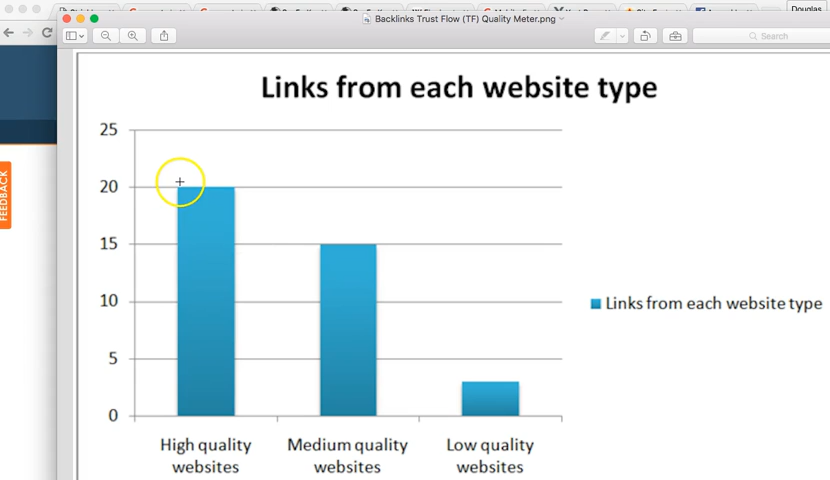 Douglas
Backlinks Trust Flow (TF) Quality Meter.png
Search
Links from each website type
25
20
15
10
5
0
High quality
websites
Medium quality
websites
Low quality
websites
Links from each website type
FEEDBACK